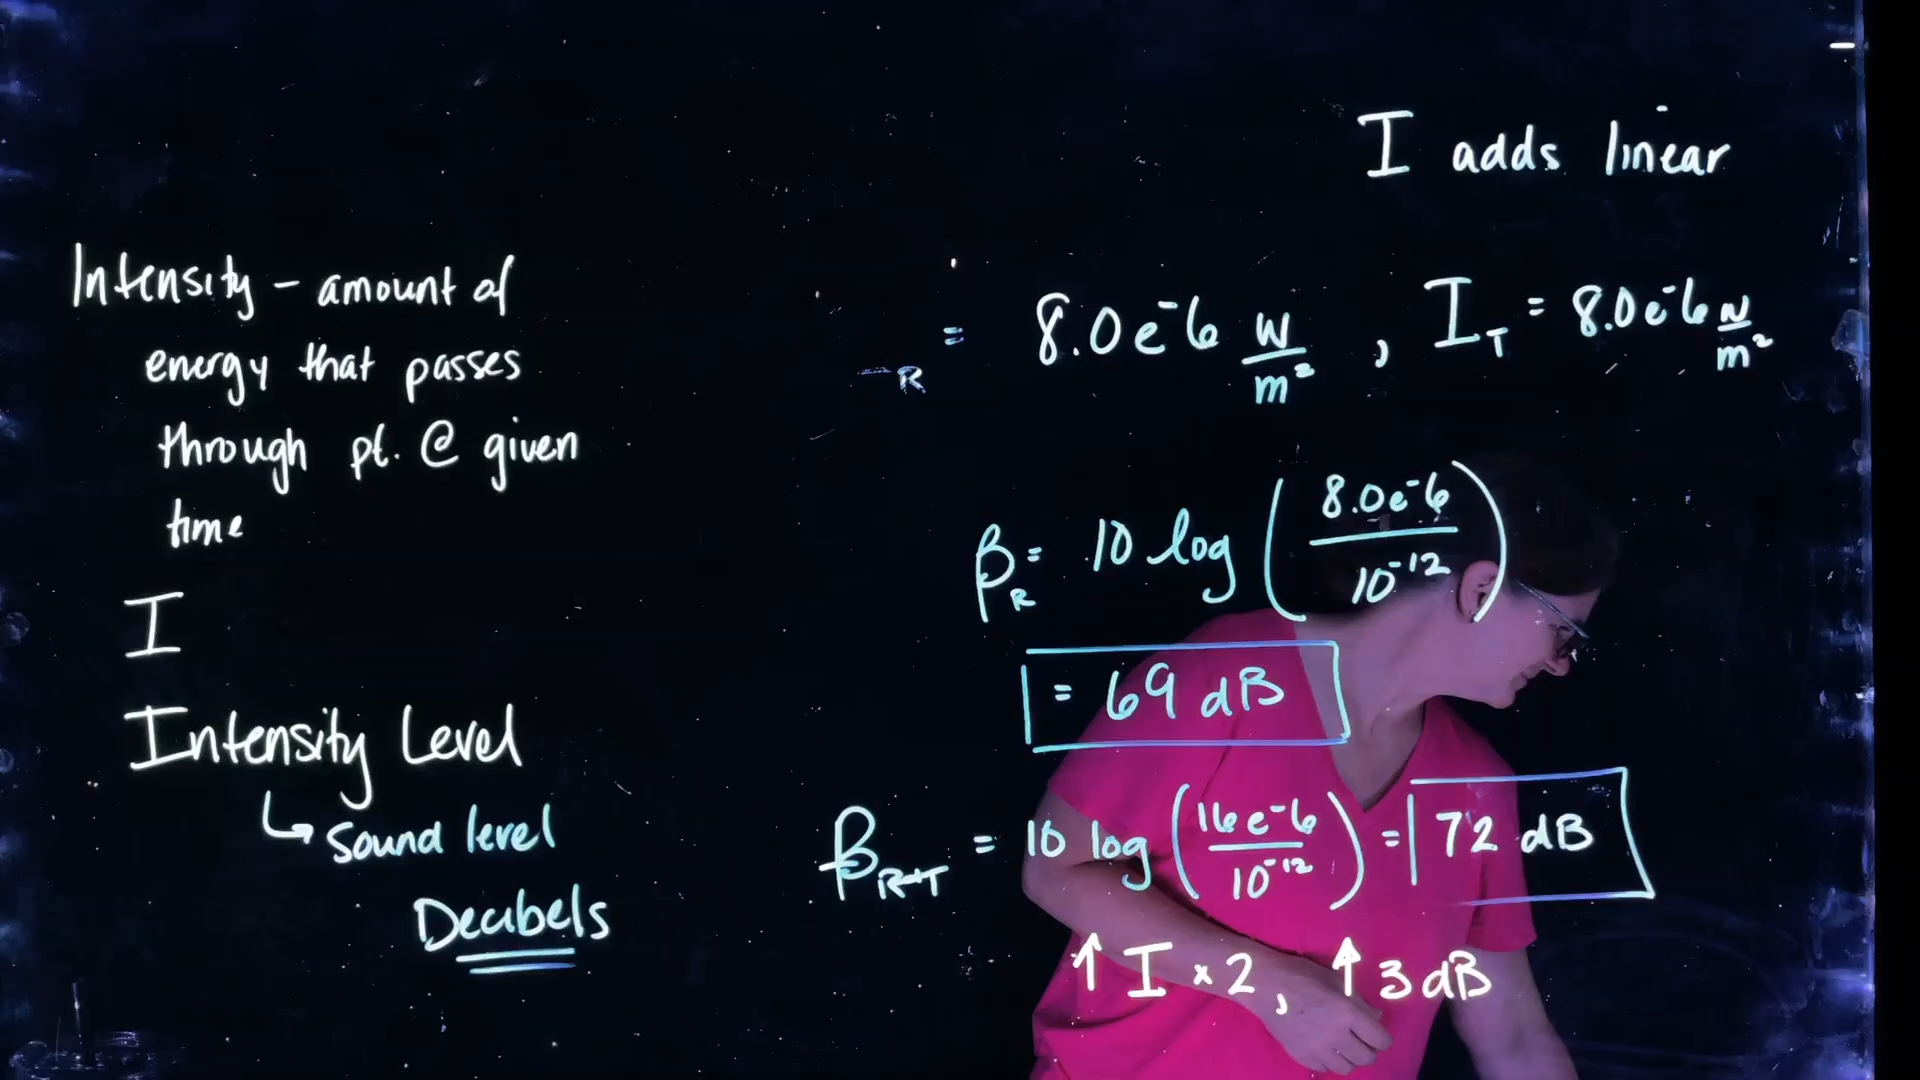 I adds linear
Intensity – amount of
energy that passes
through pt. @ given
time
I
Intensity Level
↳ Sound level
Decibels
R = 8.0e⁻6 W/m² , I_T = 8.0e⁻6 W/m²
β_R = 10 log (8.0e⁻6 / 10⁻¹²)
= 69 dB
β_R+T = 10 log (16e⁻6 / 10⁻¹²) = 72 dB
↑ I × 2, ↑ 3 dB